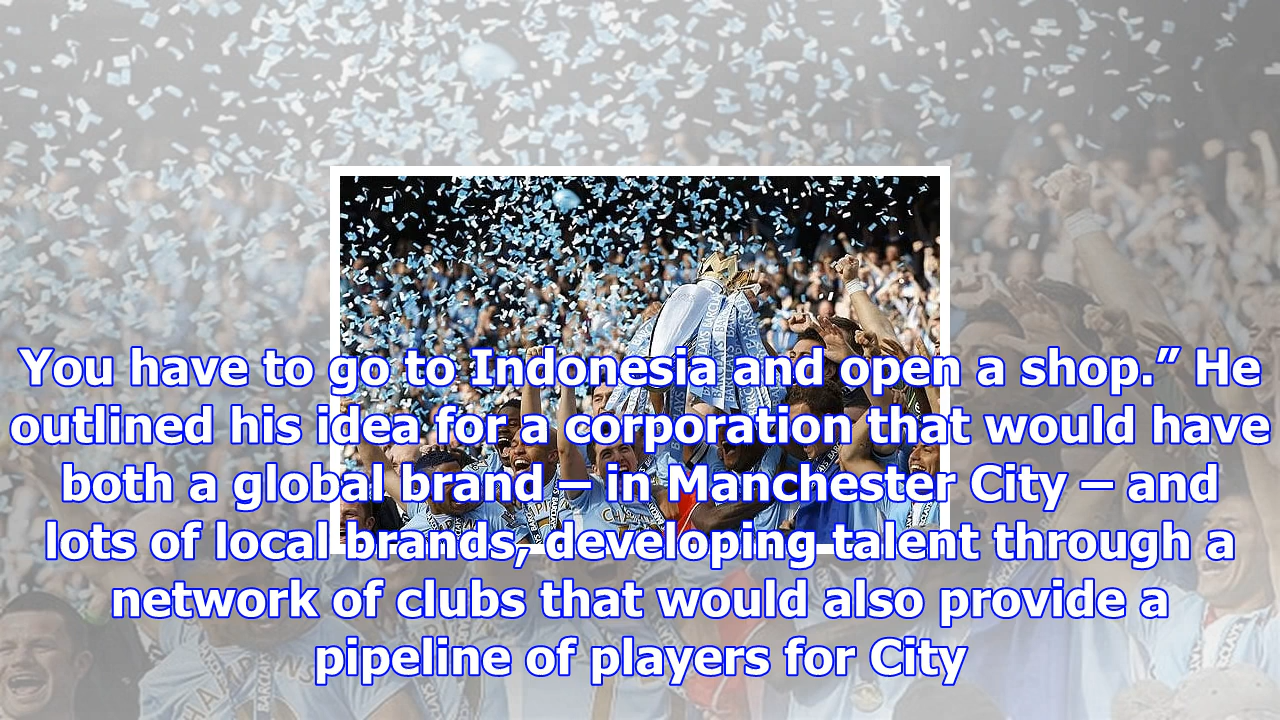 You have to go to Indonesia and open a shop.” He
outlined his idea for a corporation that would have
both a global brand – in Manchester City – and
lots of local brands, developing talent through a
network of clubs that would also provide a
pipeline of players for City